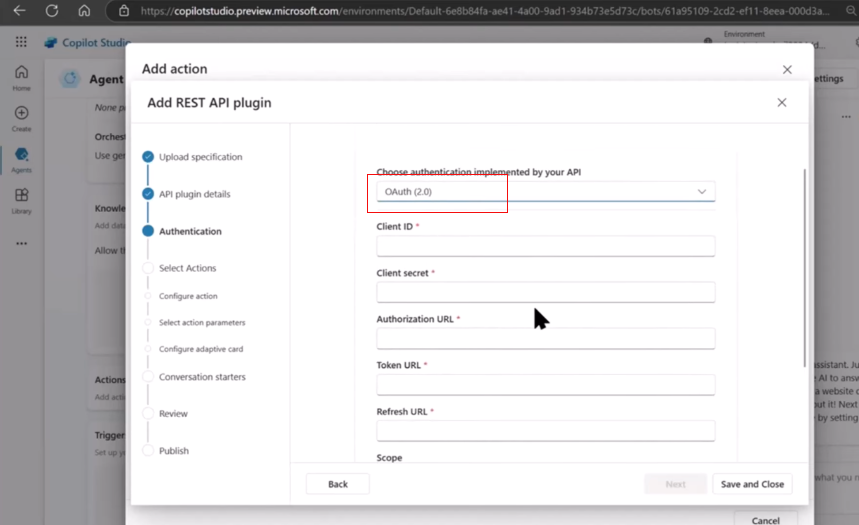 https://copilotstudio.preview.microsoft.com/environments/Default-6e8b84fa-ae41-4a00-9ad1-934b73e5d73c/bots/61a95109-2cd2-ef11-8eea-000d3a...
Copilot Studio
Environment
Home
Create
Agents
Library
Agent
ettings
None p
Orches
Use gen
Knowle
Add data
Allow th
Actions
Add acti
Trigger
Set up yo
Add action
Add REST API plugin
Upload specification
API plugin details
Authentication
Select Actions
Configure action
Select action parameters
Configure adaptive card
Conversation starters
Review
Publish
Choose authentication implemented by your API
OAuth (2.0)
Client ID *
Client secret *
Authorization URL *
Token URL *
Refresh URL *
Scope
Back
Next
Save and Close
Cancel
ssistant. Ju
AI to answ
a website o
out it! Next
by setting
what you n